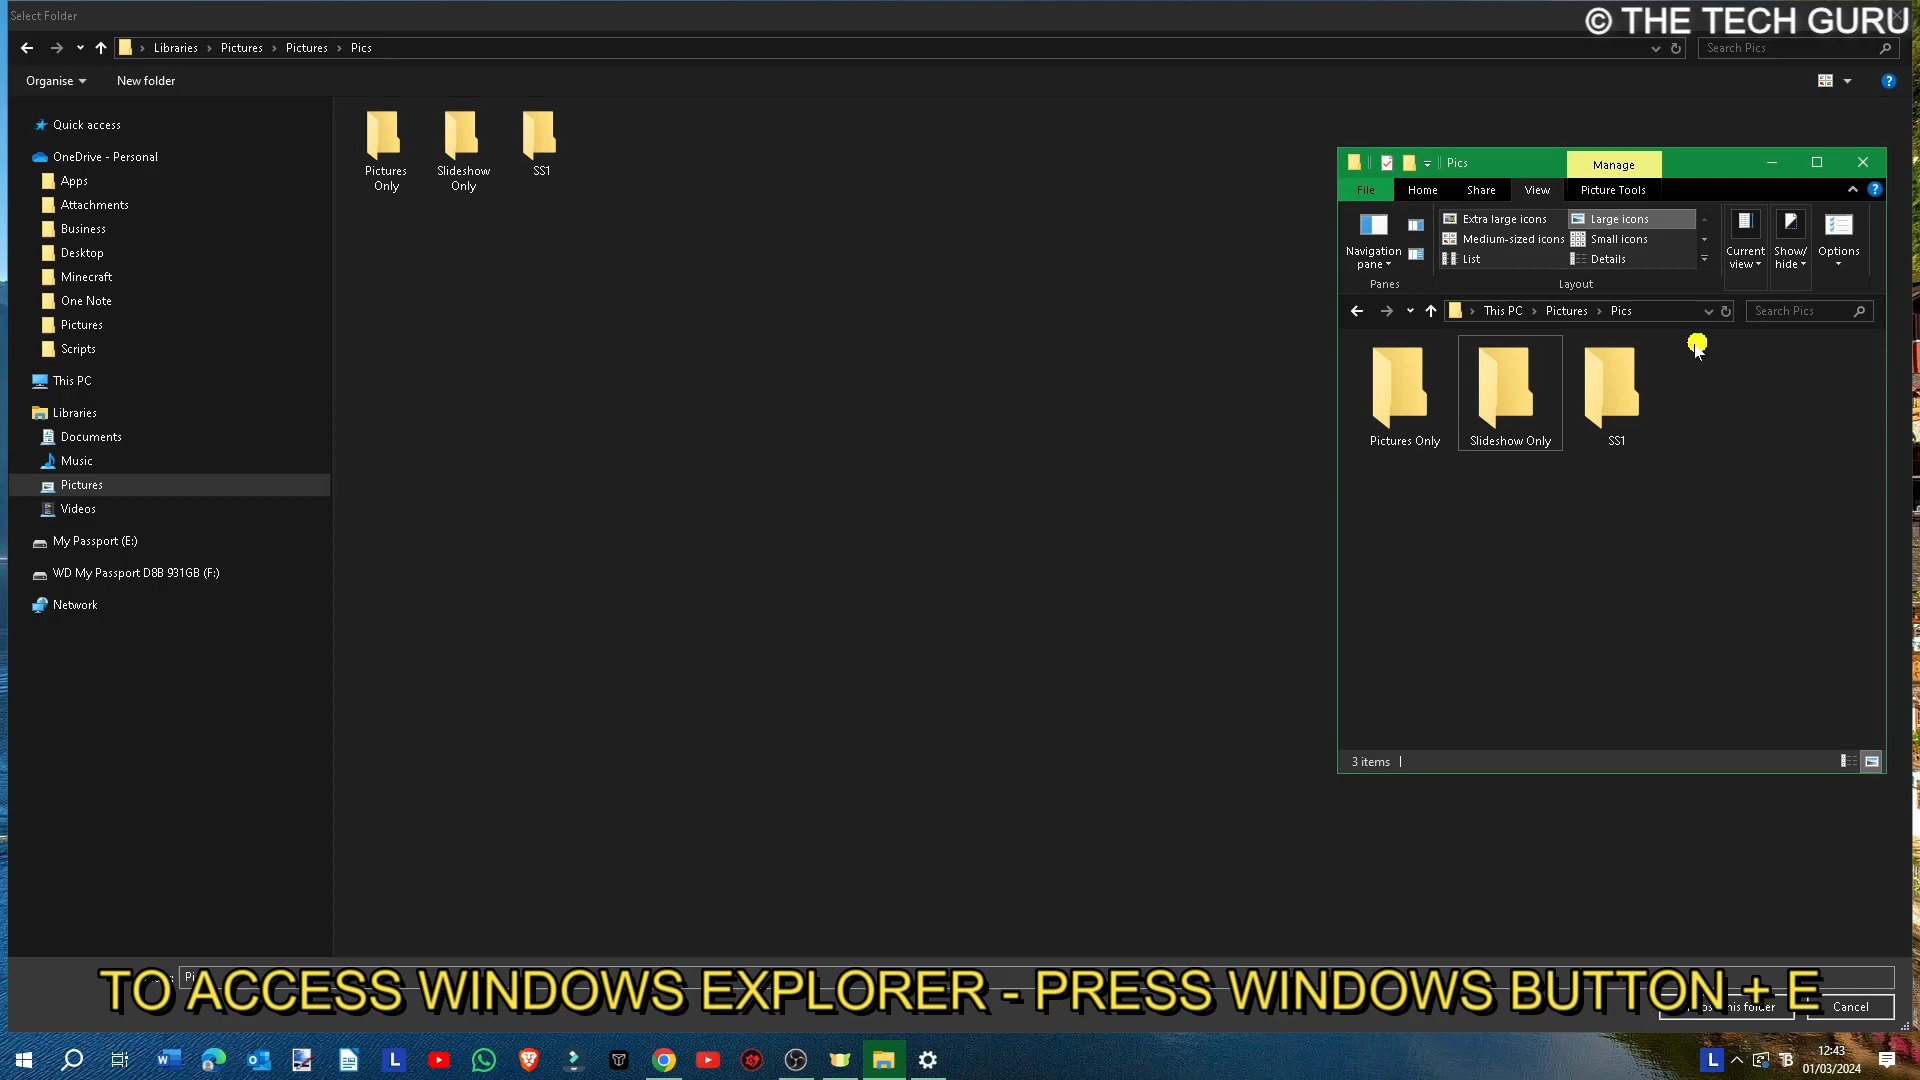 Select Folder
© THE TECH GURU
Libraries > Pictures > Pictures > Pics
Search Pics
Organise
New folder
Quick access
OneDrive - Personal
Apps
Attachments
Business
Desktop
Minecraft
One Note
Pictures
Scripts
This PC
Libraries
Documents
Music
Pictures
Videos
My Passport (E:)
WD My Passport D8B 931GB (F:)
Network
Pictures
Only
Slideshow
Only
SS1
Pics
Manage
File
Home
Share
View
Picture Tools
Navigation
pane
Panes
Extra large icons
Large icons
Medium-sized icons
Small icons
List
Details
Layout
Current
view
Show/
hide
Options
This PC > Pictures > Pics
Search Pics
Pictures Only
Slideshow Only
SS1
3 items
TO ACCESS WINDOWS EXPLORER - PRESS WINDOWS BUTTON + E
this folder
Cancel
12:43
01/03/2024